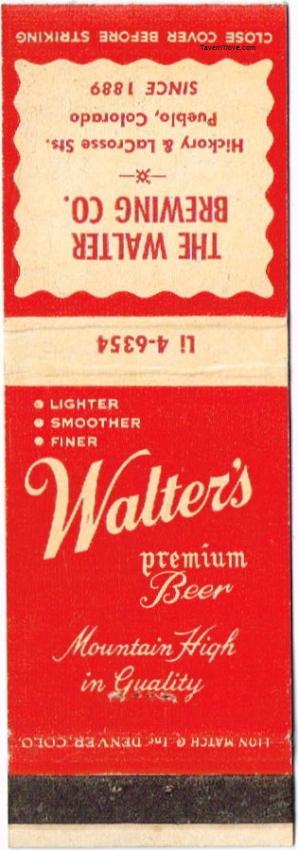 TavernTrove.com
CLOSE COVER BEFORE STRIKING
THE WALTER
BREWING CO.
Hickory & LaCrosse Sts.
Pueblo, Colorado
SINCE 1889
Li 4-6354
LIGHTER
SMOOTHER
FINER
Walter's
premium
Beer
Mountain High
in Quality
LION MATCH @ Inc DENVER, COLO.